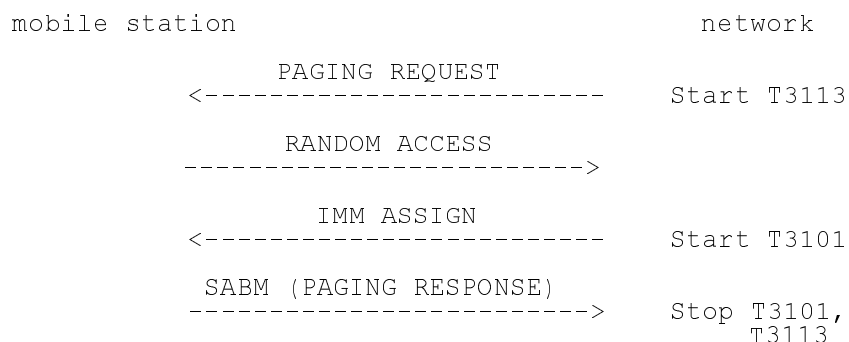 mobile station network
PAGING REQUEST
<------------------------- Start T3113
RANDOM ACCESS
------------------------->
IMM ASSIGN
<------------------------- Start T3101
SABM (PAGING RESPONSE)
-------------------------> Stop T3101,
T3113